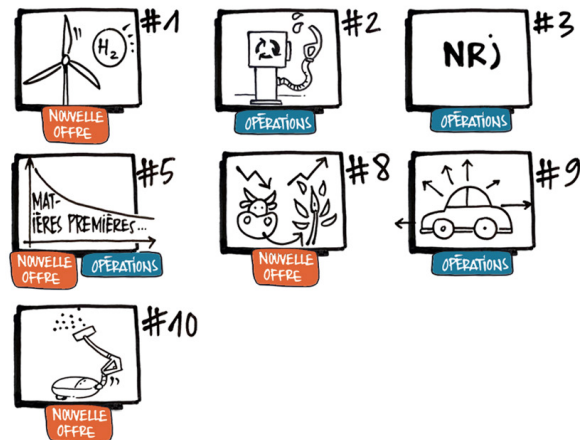 #1
H2
NOUVELLE
OFFRE
#2
OPÉRATIONS
#3
NRJ
OPÉRATIONS
#5
MAT-
IÈRES PREMIÈRES...
NOUVELLE
OFFRE
OPÉRATIONS
#8
NOUVELLE
OFFRE
#9
OPÉRATIONS
#10
NOUVELLE
OFFRE